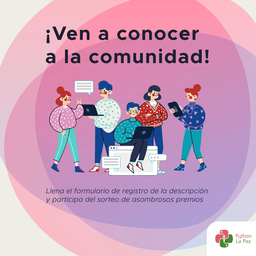 ¡Ven a conocer
a la comunidad!
Llena el formulario de registro de la descripción
y participa del sorteo de asombrosos premios
Python
La Paz